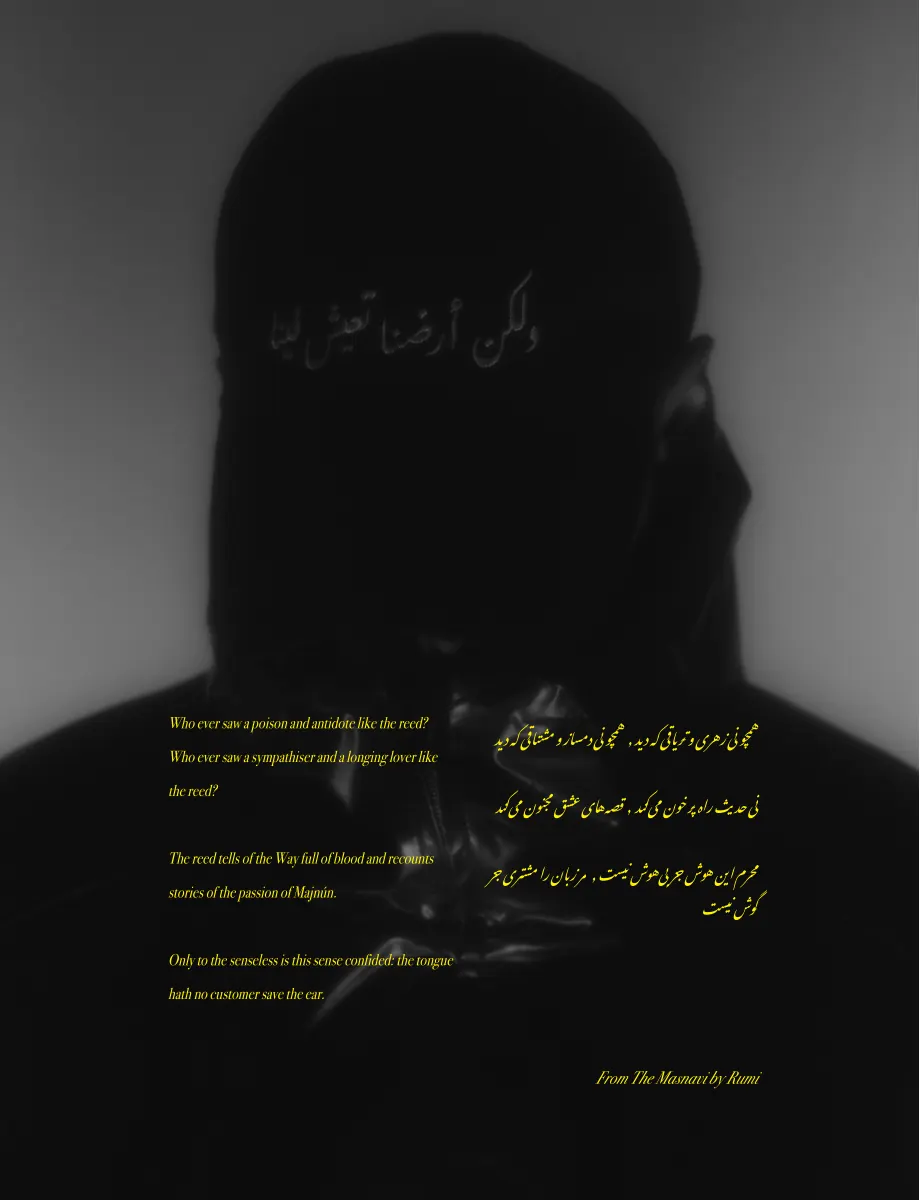 ولكن أرضنا تعيش لينا
Who ever saw a poison and antidote like the reed?
Who ever saw a sympathiser and a longing lover like
the reed?
The reed tells of the Way full of blood and recounts
stories of the passion of Majnún.
Only to the senseless is this sense confided: the tongue
hath no customer save the ear.
همچو نی زهری و تریاقی که دید , همچو نی دمساز و مشتاقی که دید
نی حدیث راه پر خون می‌کند , قصه‌های عشق مجنون می‌کند
محرم این هوش جز بی‌هوش نیست , مر زبان را مشتری جز
گوش نیست
From The Masnavi by Rumi